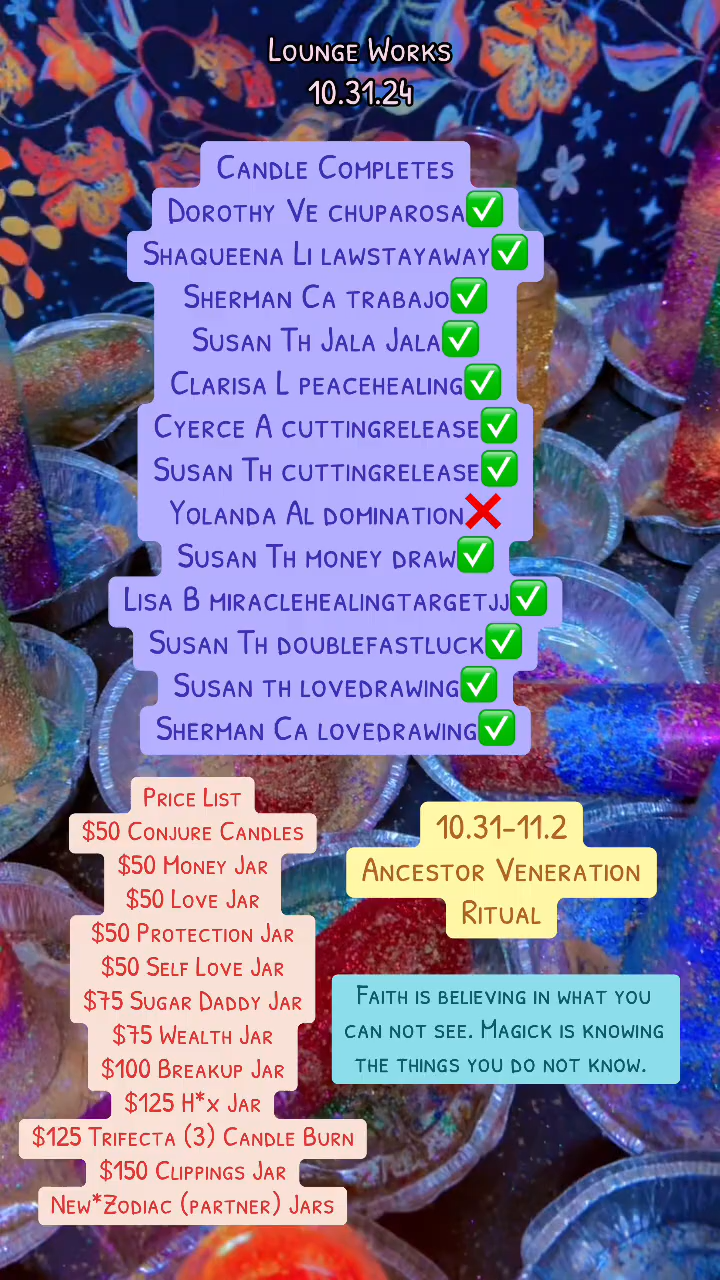 Lounge Works
10.31.24
Candle Completes
Dorothy Ve chuparosa✅
Shaqueena Li lawstayaway✅
Sherman Ca trabajo✅
Susan Th Jala Jala✅
Clarisa L peacehealing✅
Cyerce A cuttingrelease✅
Susan Th cuttingrelease✅
Yolanda Al domination❌
Susan Th money draw✅
Lisa B miraclehealingtargetjj✅
Susan Th doublefastluck✅
Susan th lovedrawing✅
Sherman Ca lovedrawing✅
Price List
$50 Conjure Candles
$50 Money Jar
$50 Love Jar
$50 Protection Jar
$50 Self Love Jar
$75 Sugar Daddy Jar
$75 Wealth Jar
$100 Breakup Jar
$125 H*x Jar
$125 Trifecta (3) Candle Burn
$150 Clippings Jar
New*Zodiac (partner) Jars
10.31-11.2
Ancestor Veneration
Ritual
Faith is believing in what you
can not see. Magick is knowing
the things you do not know.